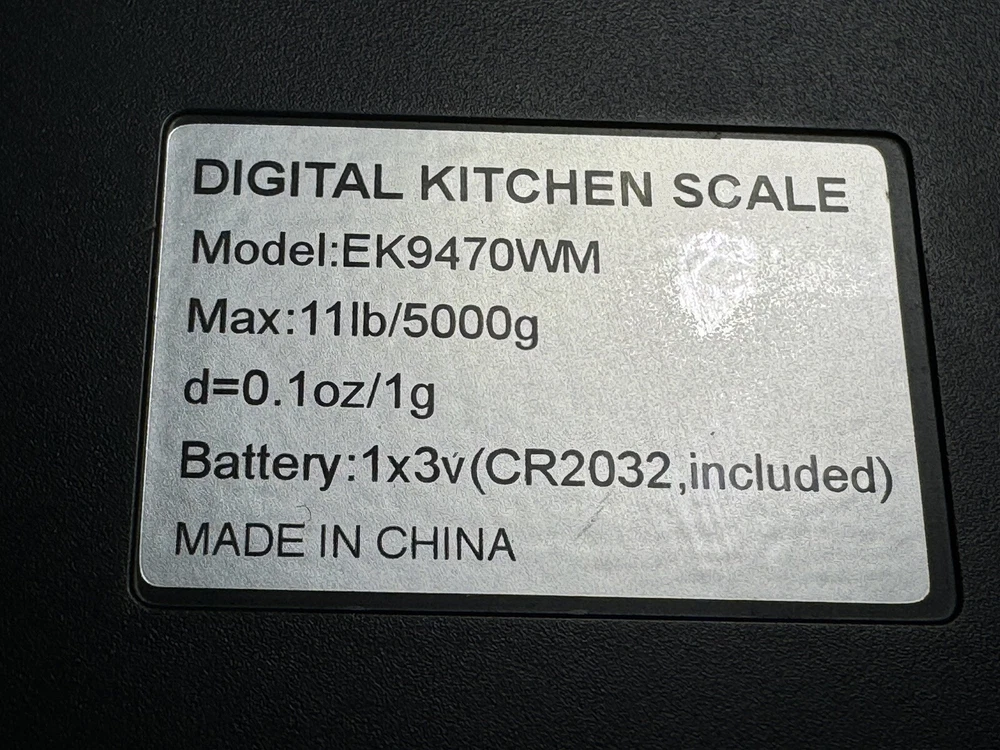 DIGITAL KITCHEN SCALE
Model:EK9470WM
Max:11lb/5000g
d=0.1oz/1g
Battery:1x3v(CR2032,included)
MADE IN CHINA